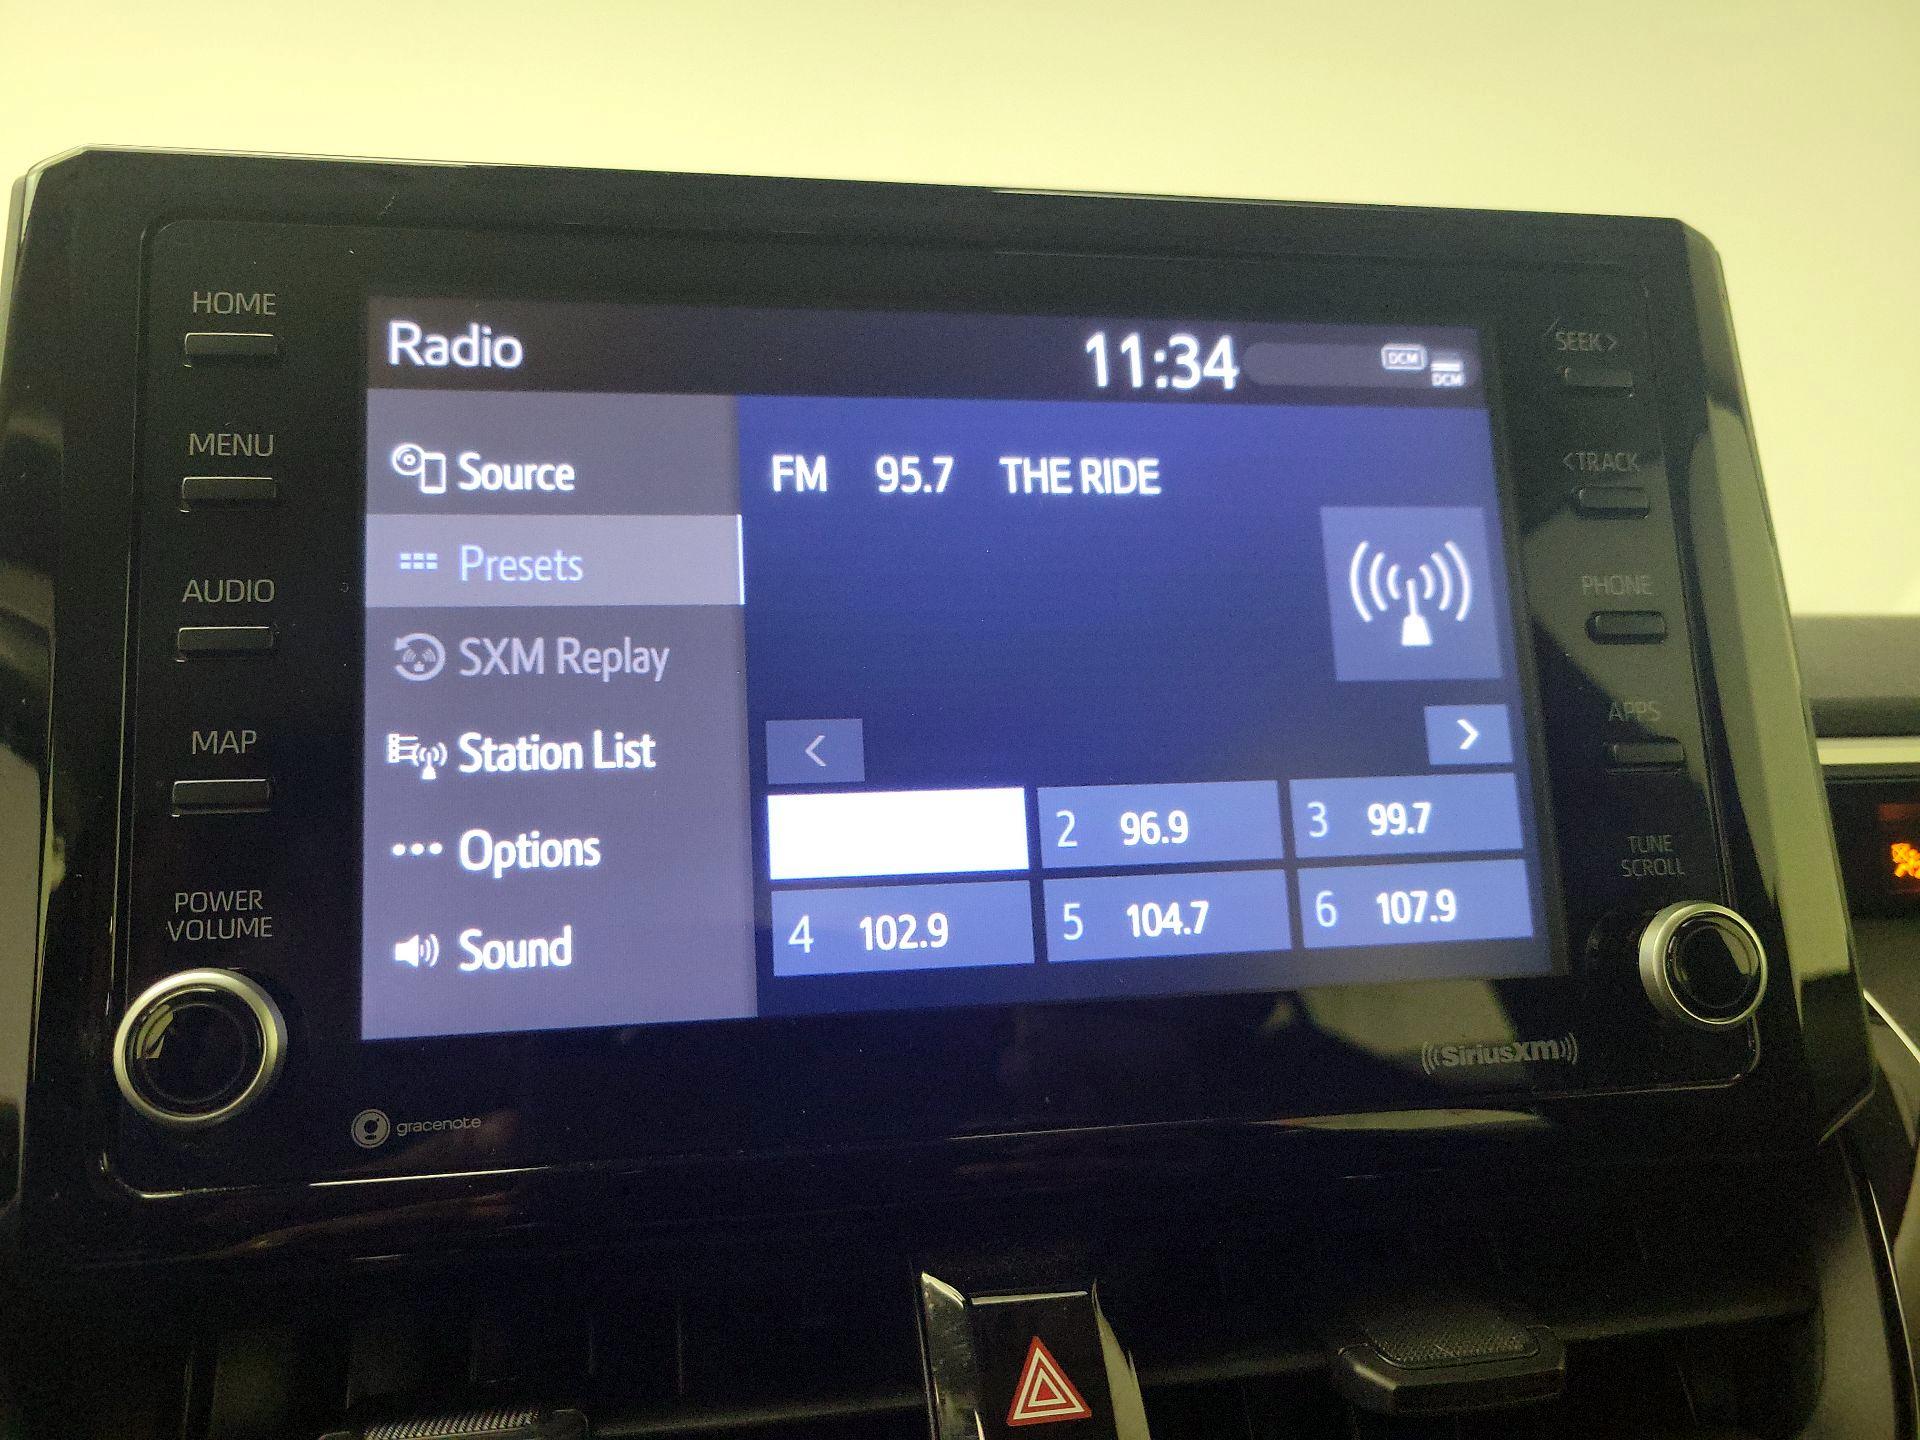 HOME
MENU
AUDIO
MAP
POWER
VOLUME
Radio
11:34
DCM
DCM
Source
Presets
SXM Replay
Station List
Options
Sound
FM 95.7 THE RIDE
<
>
2 96.9
3 99.7
4 102.9
5 104.7
6 107.9
SEEK>
<TRACK
PHONE
APPS
TUNE
SCROLL
gracenote
((SiriusXM))